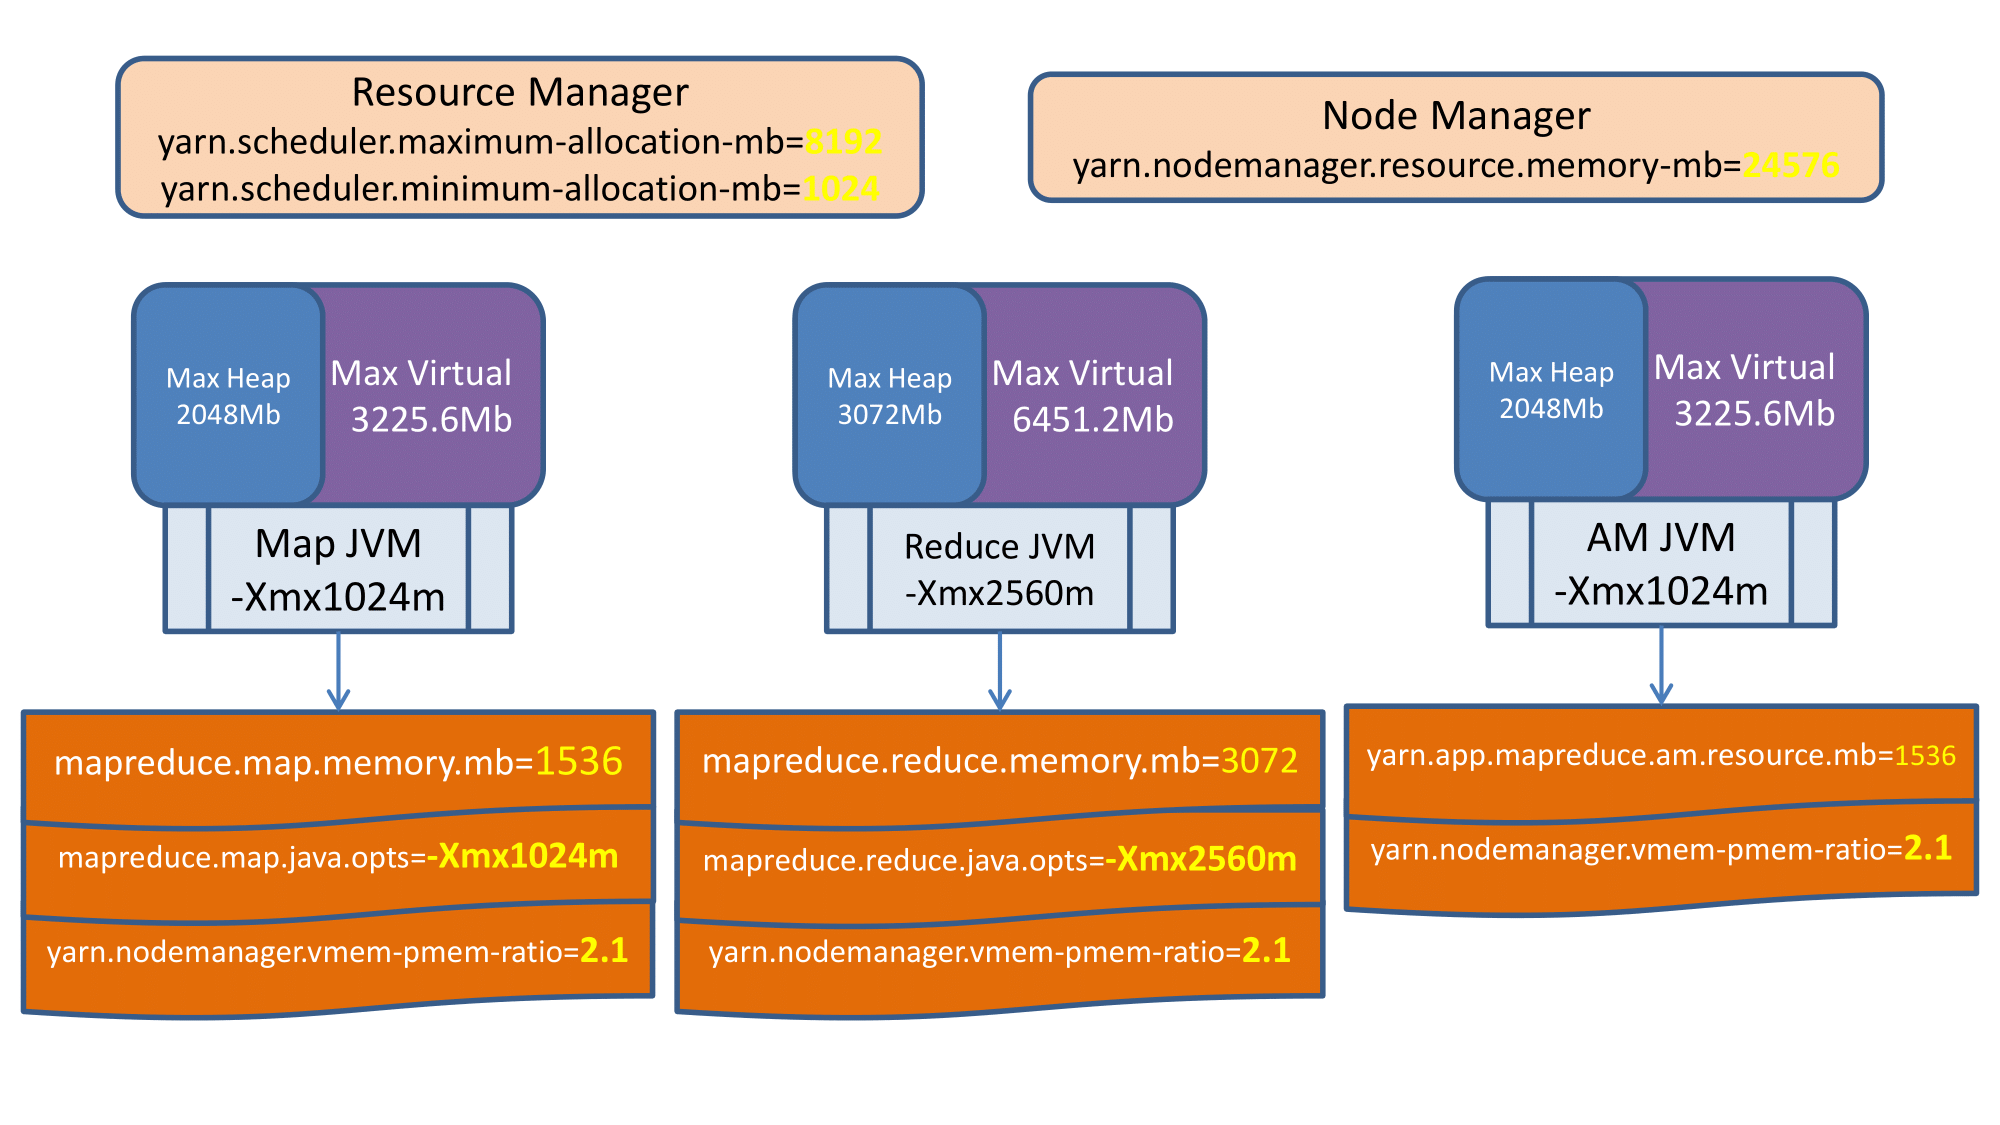 Resource Manager
yarn.scheduler.maximum-allocation-mb=8192
yarn.scheduler.minimum-allocation-mb=1024
Node Manager
yarn.nodemanager.resource.memory-mb=24576
Max Heap
2048Mb
Max Virtual
3225.6Mb
Map JVM
-Xmx1024m
Max Heap
3072Mb
Max Virtual
6451.2Mb
Reduce JVM
-Xmx2560m
Max Heap
2048Mb
Max Virtual
3225.6Mb
AM JVM
-Xmx1024m
mapreduce.map.memory.mb=1536
mapreduce.map.java.opts=-Xmx1024m
yarn.nodemanager.vmem-pmem-ratio=2.1
mapreduce.reduce.memory.mb=3072
mapreduce.reduce.java.opts=-Xmx2560m
yarn.nodemanager.vmem-pmem-ratio=2.1
yarn.app.mapreduce.am.resource.mb=1536
yarn.nodemanager.vmem-pmem-ratio=2.1